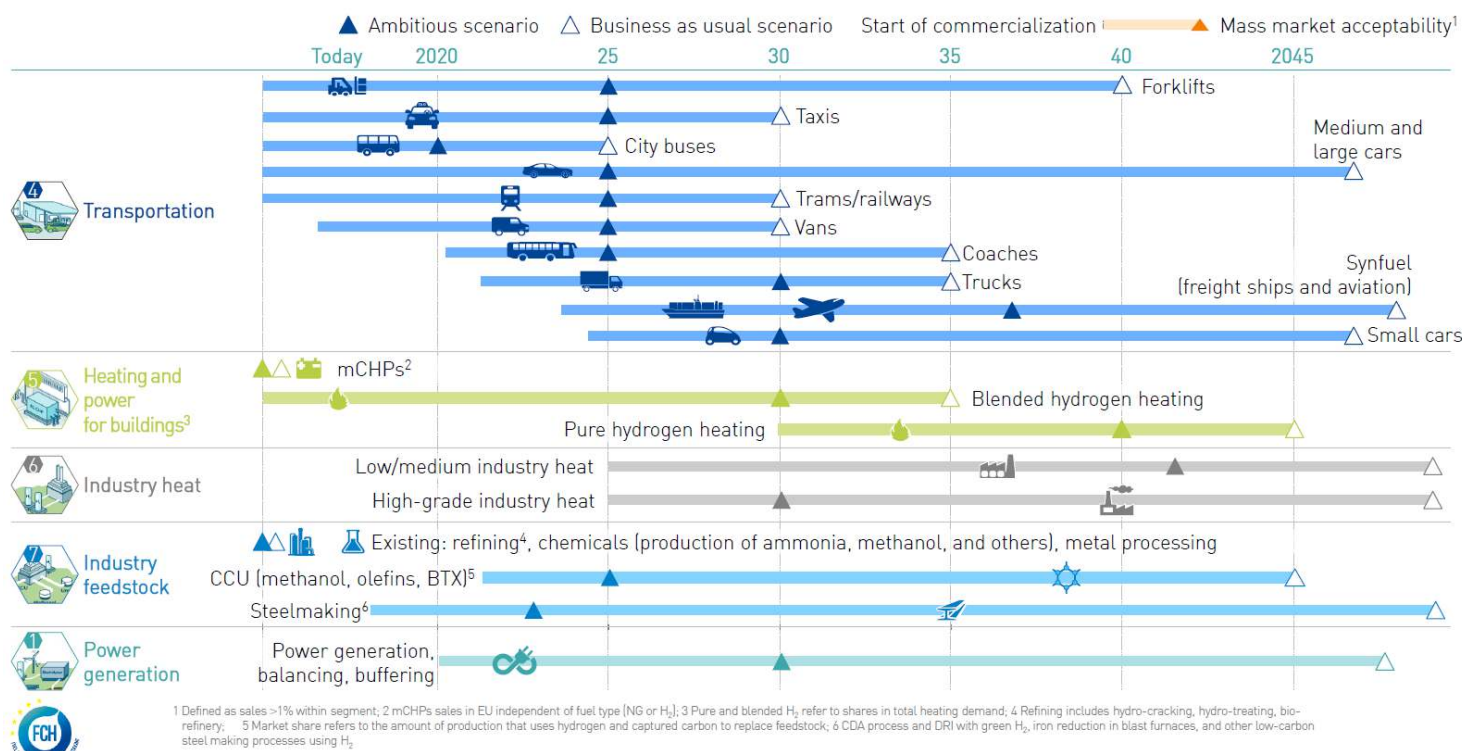 Ambitious scenario Business as usual scenario Start of commercialization Mass market acceptability1
Today 2020 25 30 35 40 2045
Forklifts
Taxis
City buses
Medium and
large cars
4
Transportation
Trams/railways
Vans
Coaches
Trucks
Synfuel
(freight ships and aviation)
Small cars
5
Heating and
power
for buildings3
mCHPs2
Blended hydrogen heating
Pure hydrogen heating
6
Industry heat
Low/medium industry heat
High-grade industry heat
7
Industry
feedstock
Existing: refining4, chemicals (production of ammonia, methanol, and others), metal processing
CCU (methanol, olefins, BTX)5
Steelmaking6
1
Power
generation
Power generation,
balancing, buffering
1 Defined as sales >1% within segment; 2 mCHPs sales in EU independent of fuel type (NG or H2); 3 Pure and blended H2 refer to shares in total heating demand; 4 Refining includes hydro-cracking, hydro-treating, bio-
refinery; 5 Market share refers to the amount of production that uses hydrogen and captured carbon to replace feedstock; 6 CDA process and DRI with green H2, iron reduction in blast furnaces, and other low-carbon
steel making processes using H2
FCH